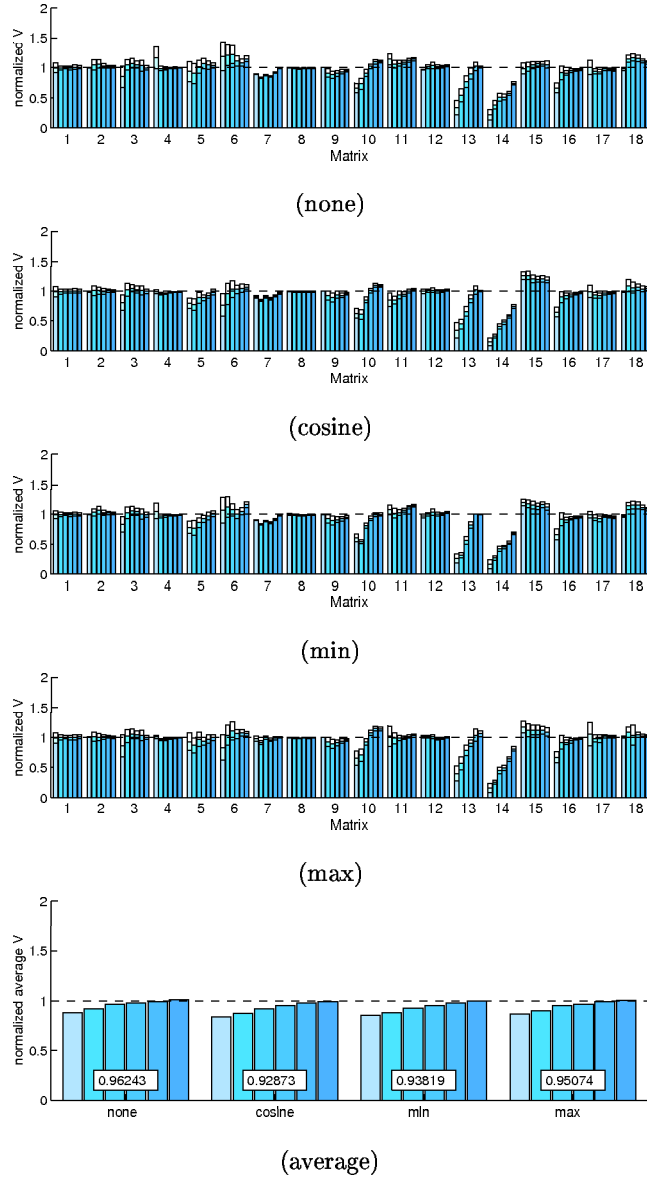 2
1.5
1
0.5
0
normalized V
1 2 3 4 5 6 7 8 9 10 11 12 13 14 15 16 17 18
Matrix
(none)
2
1.5
1
0.5
0
normalized V
1 2 3 4 5 6 7 8 9 10 11 12 13 14 15 16 17 18
Matrix
(cosine)
2
1.5
1
0.5
0
normalized V
1 2 3 4 5 6 7 8 9 10 11 12 13 14 15 16 17 18
Matrix
(min)
2
1.5
1
0.5
0
normalized V
1 2 3 4 5 6 7 8 9 10 11 12 13 14 15 16 17 18
Matrix
(max)
2
1.5
1
0.5
0
normalized average V
0.96243 0.92873 0.93819 0.95074
none cosine min max
(average)